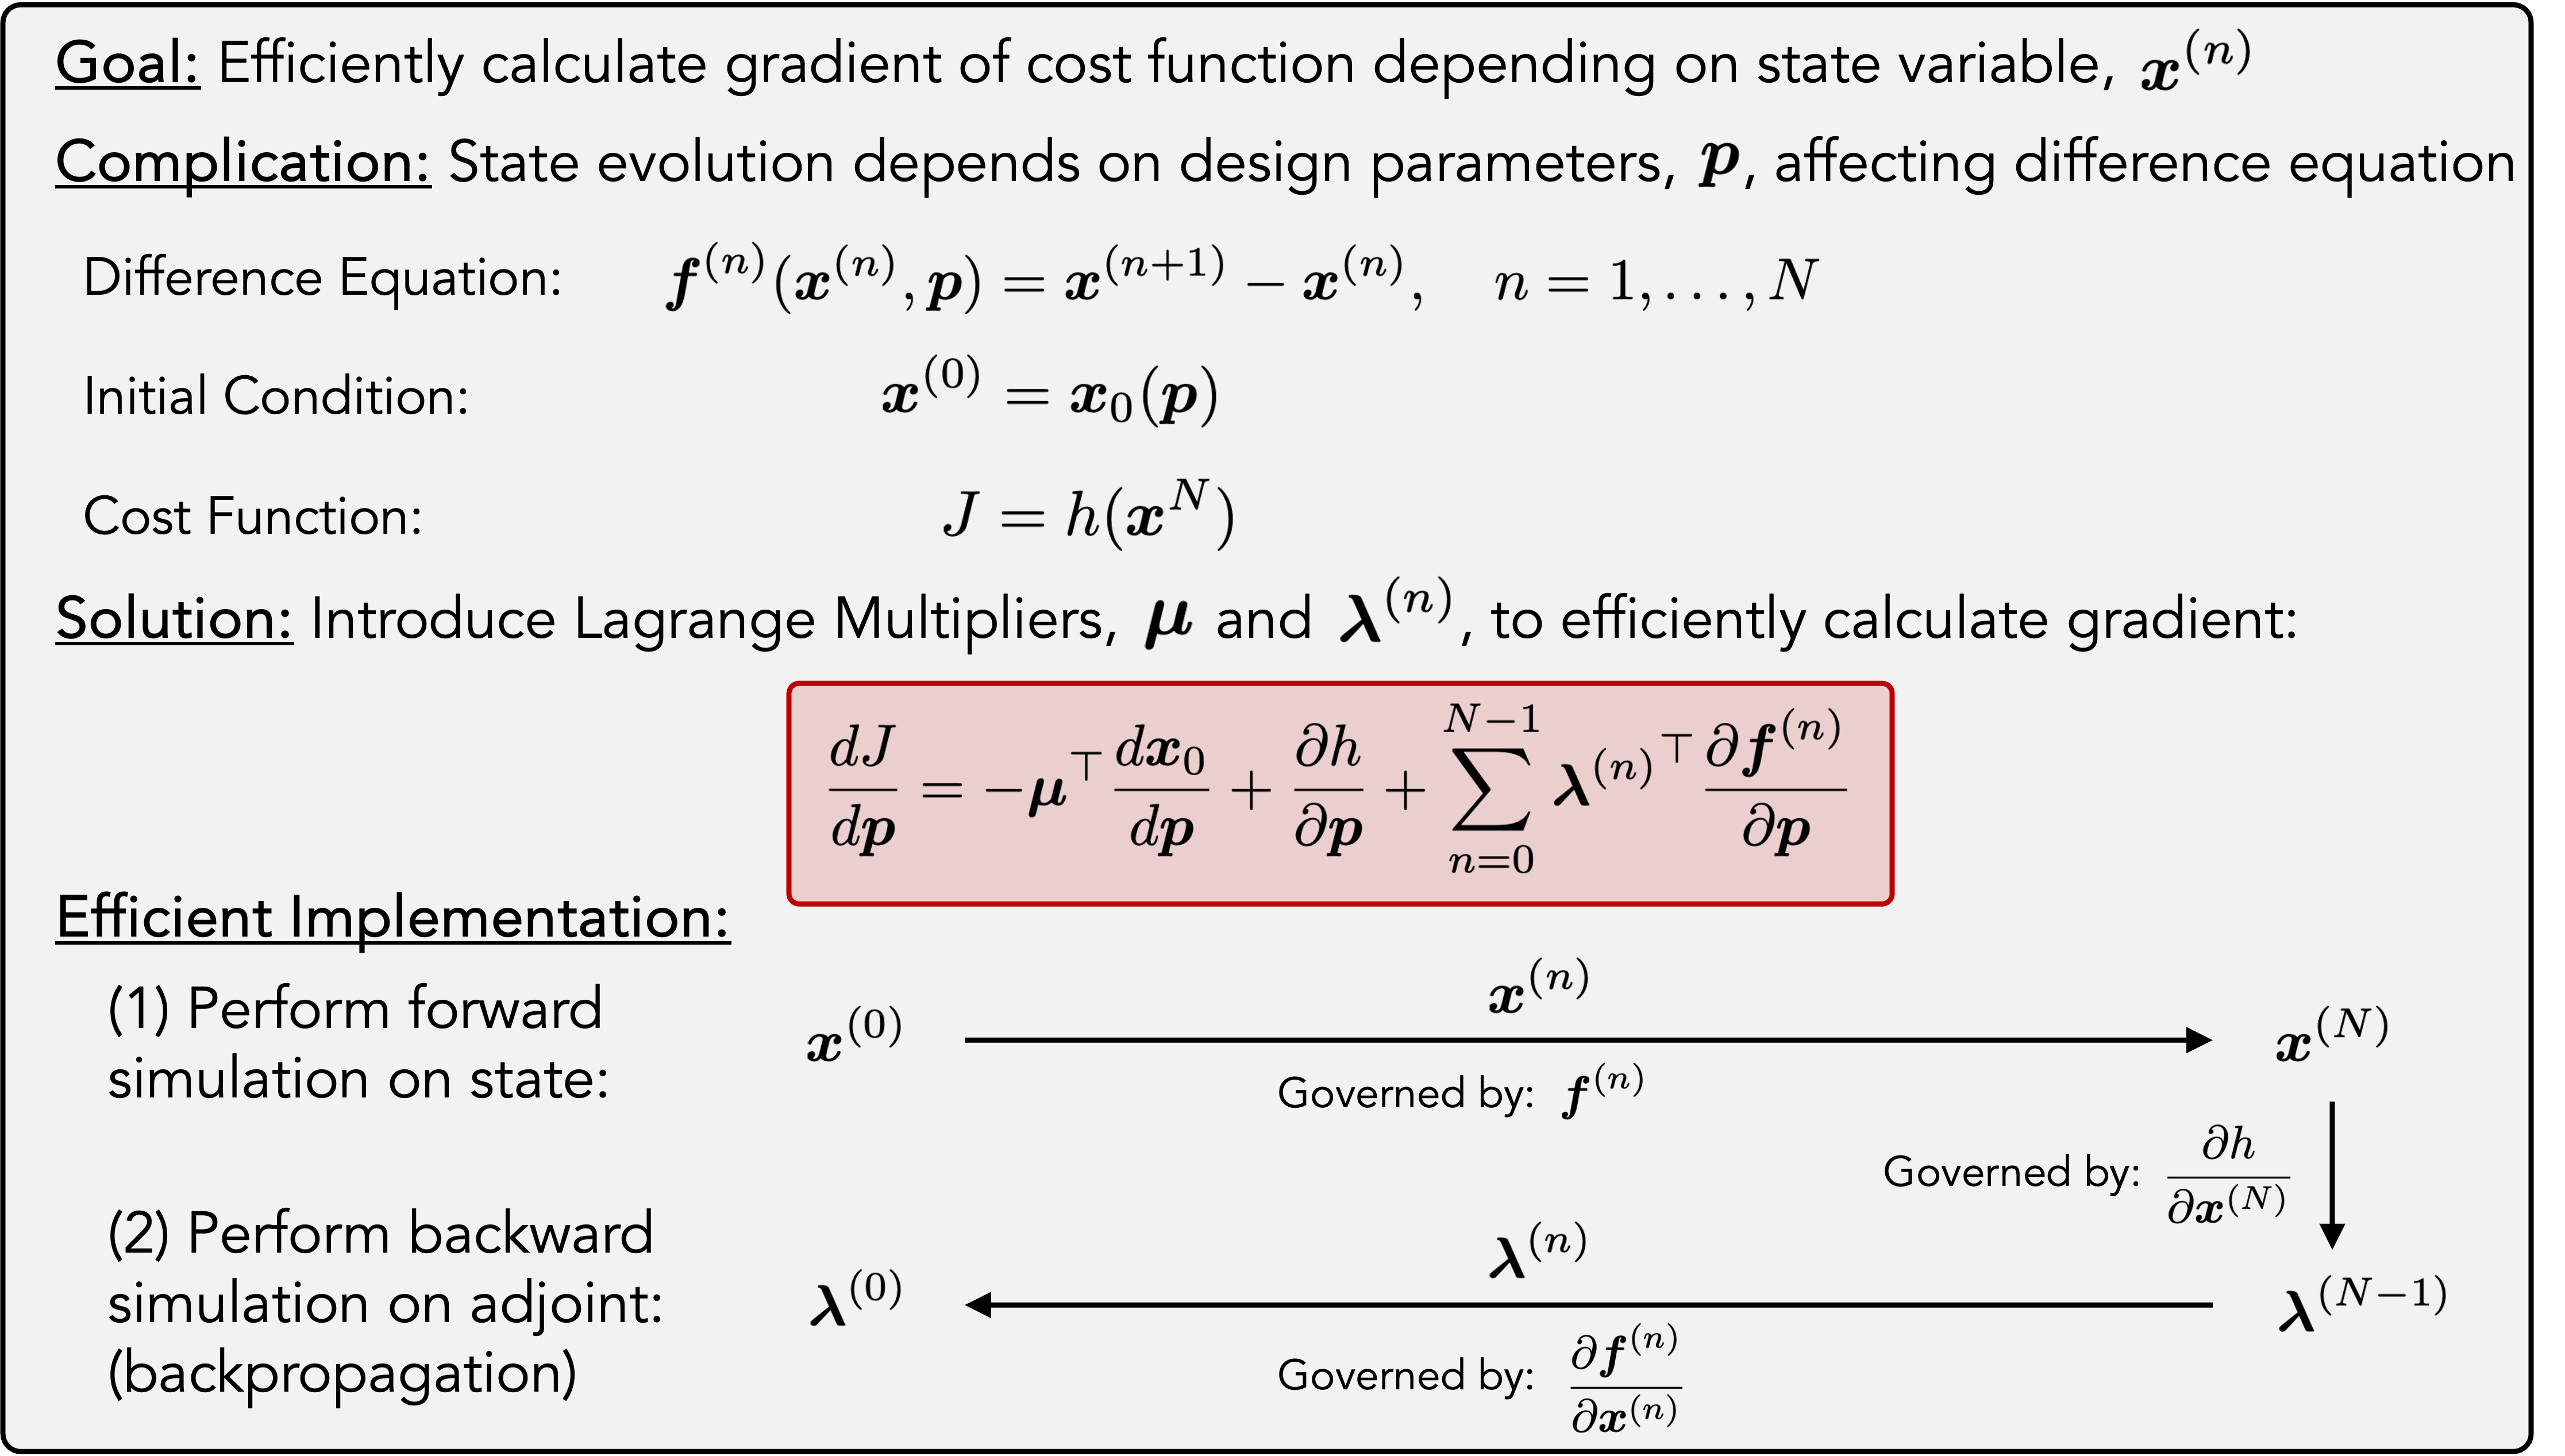 Goal: Efficiently calculate gradient of cost function depending on state variable, $\boldsymbol{x}^{(n)}$
Complication: State evolution depends on design parameters, $\boldsymbol{p}$, affecting difference equation
Difference Equation: $\boldsymbol{f}^{(n)}(\boldsymbol{x}^{(n)}, \boldsymbol{p}) = \boldsymbol{x}^{(n+1)} - \boldsymbol{x}^{(n)}, \quad n = 1, \ldots, N$
Initial Condition: $\boldsymbol{x}^{(0)} = \boldsymbol{x}_0(\boldsymbol{p})$
Cost Function: $J = h(\boldsymbol{x}^N)$
Solution: Introduce Lagrange Multipliers, $\boldsymbol{\mu}$ and $\boldsymbol{\lambda}^{(n)}$, to efficiently calculate gradient:
$\frac{dJ}{d\boldsymbol{p}} = -\boldsymbol{\mu}^\top \frac{d\boldsymbol{x}_0}{d\boldsymbol{p}} + \frac{\partial h}{\partial \boldsymbol{p}} + \sum_{n=0}^{N-1} {\boldsymbol{\lambda}^{(n)}}^\top \frac{\partial \boldsymbol{f}^{(n)}}{\partial \boldsymbol{p}}$
Efficient Implementation:
(1) Perform forward
simulation on state:
$\boldsymbol{x}^{(0)}$
$\boldsymbol{x}^{(n)}$
Governed by: $\boldsymbol{f}^{(n)}$
$\boldsymbol{x}^{(N)}$
Governed by: $\frac{\partial h}{\partial \boldsymbol{x}^{(N)}}$
(2) Perform backward
simulation on adjoint:
(backpropagation)
$\boldsymbol{\lambda}^{(0)}$
$\boldsymbol{\lambda}^{(n)}$
Governed by: $\frac{\partial \boldsymbol{f}^{(n)}}{\partial \boldsymbol{x}^{(n)}}$
$\boldsymbol{\lambda}^{(N-1)}$